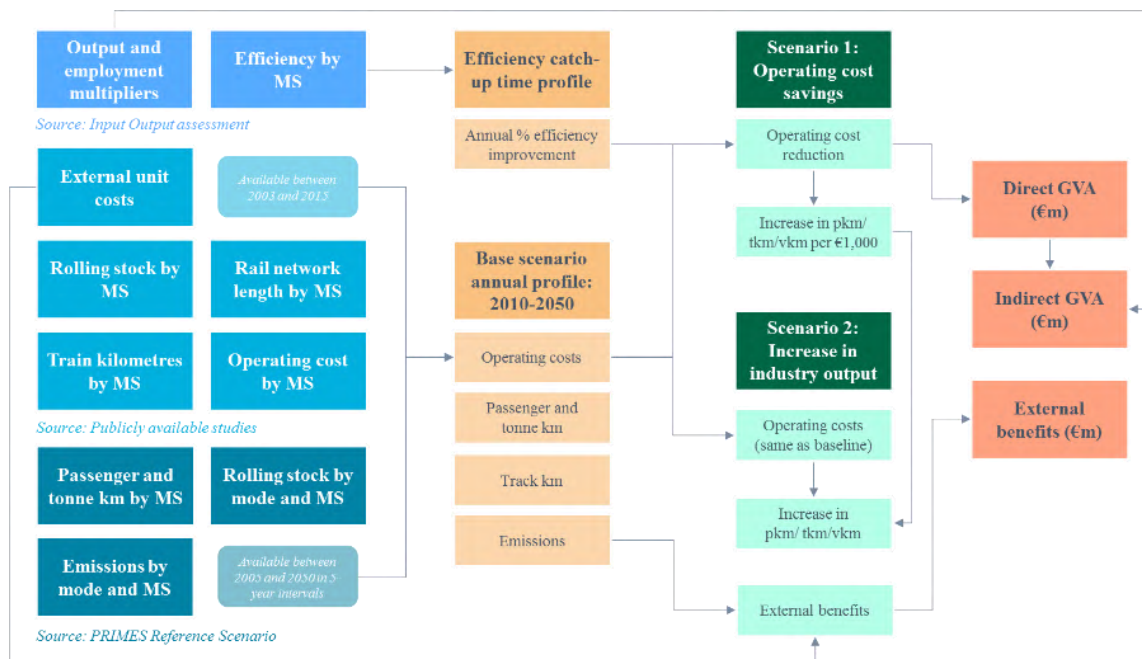 Output and
employment
multipliers
Efficiency by
MS
Source: Input Output assessment
External unit
costs
Available between
2003 and 2015
Rolling stock by
MS
Rail network
length by MS
Train kilometres
by MS
Operating cost
by MS
Source: Publicly available studies
Passenger and
tonne km by MS
Rolling stock by
mode and MS
Emissions by
mode and MS
Available between
2005 and 2050 in 5-
year intervals
Source: PRIMES Reference Scenario
Efficiency catch-
up time profile
Annual % efficiency
improvement
Base scenario
annual profile:
2010-2050
Operating costs
Passenger and
tonne km
Track km
Emissions
Scenario 1:
Operating cost
savings
Operating cost
reduction
Increase in pkm/
tkm/vkm per €1,000
Scenario 2:
Increase in
industry output
Operating costs
(same as baseline)
Increase in
pkm/ tkm/vkm
External benefits
Direct GVA
(€m)
Indirect GVA
(€m)
External
benefits (€m)